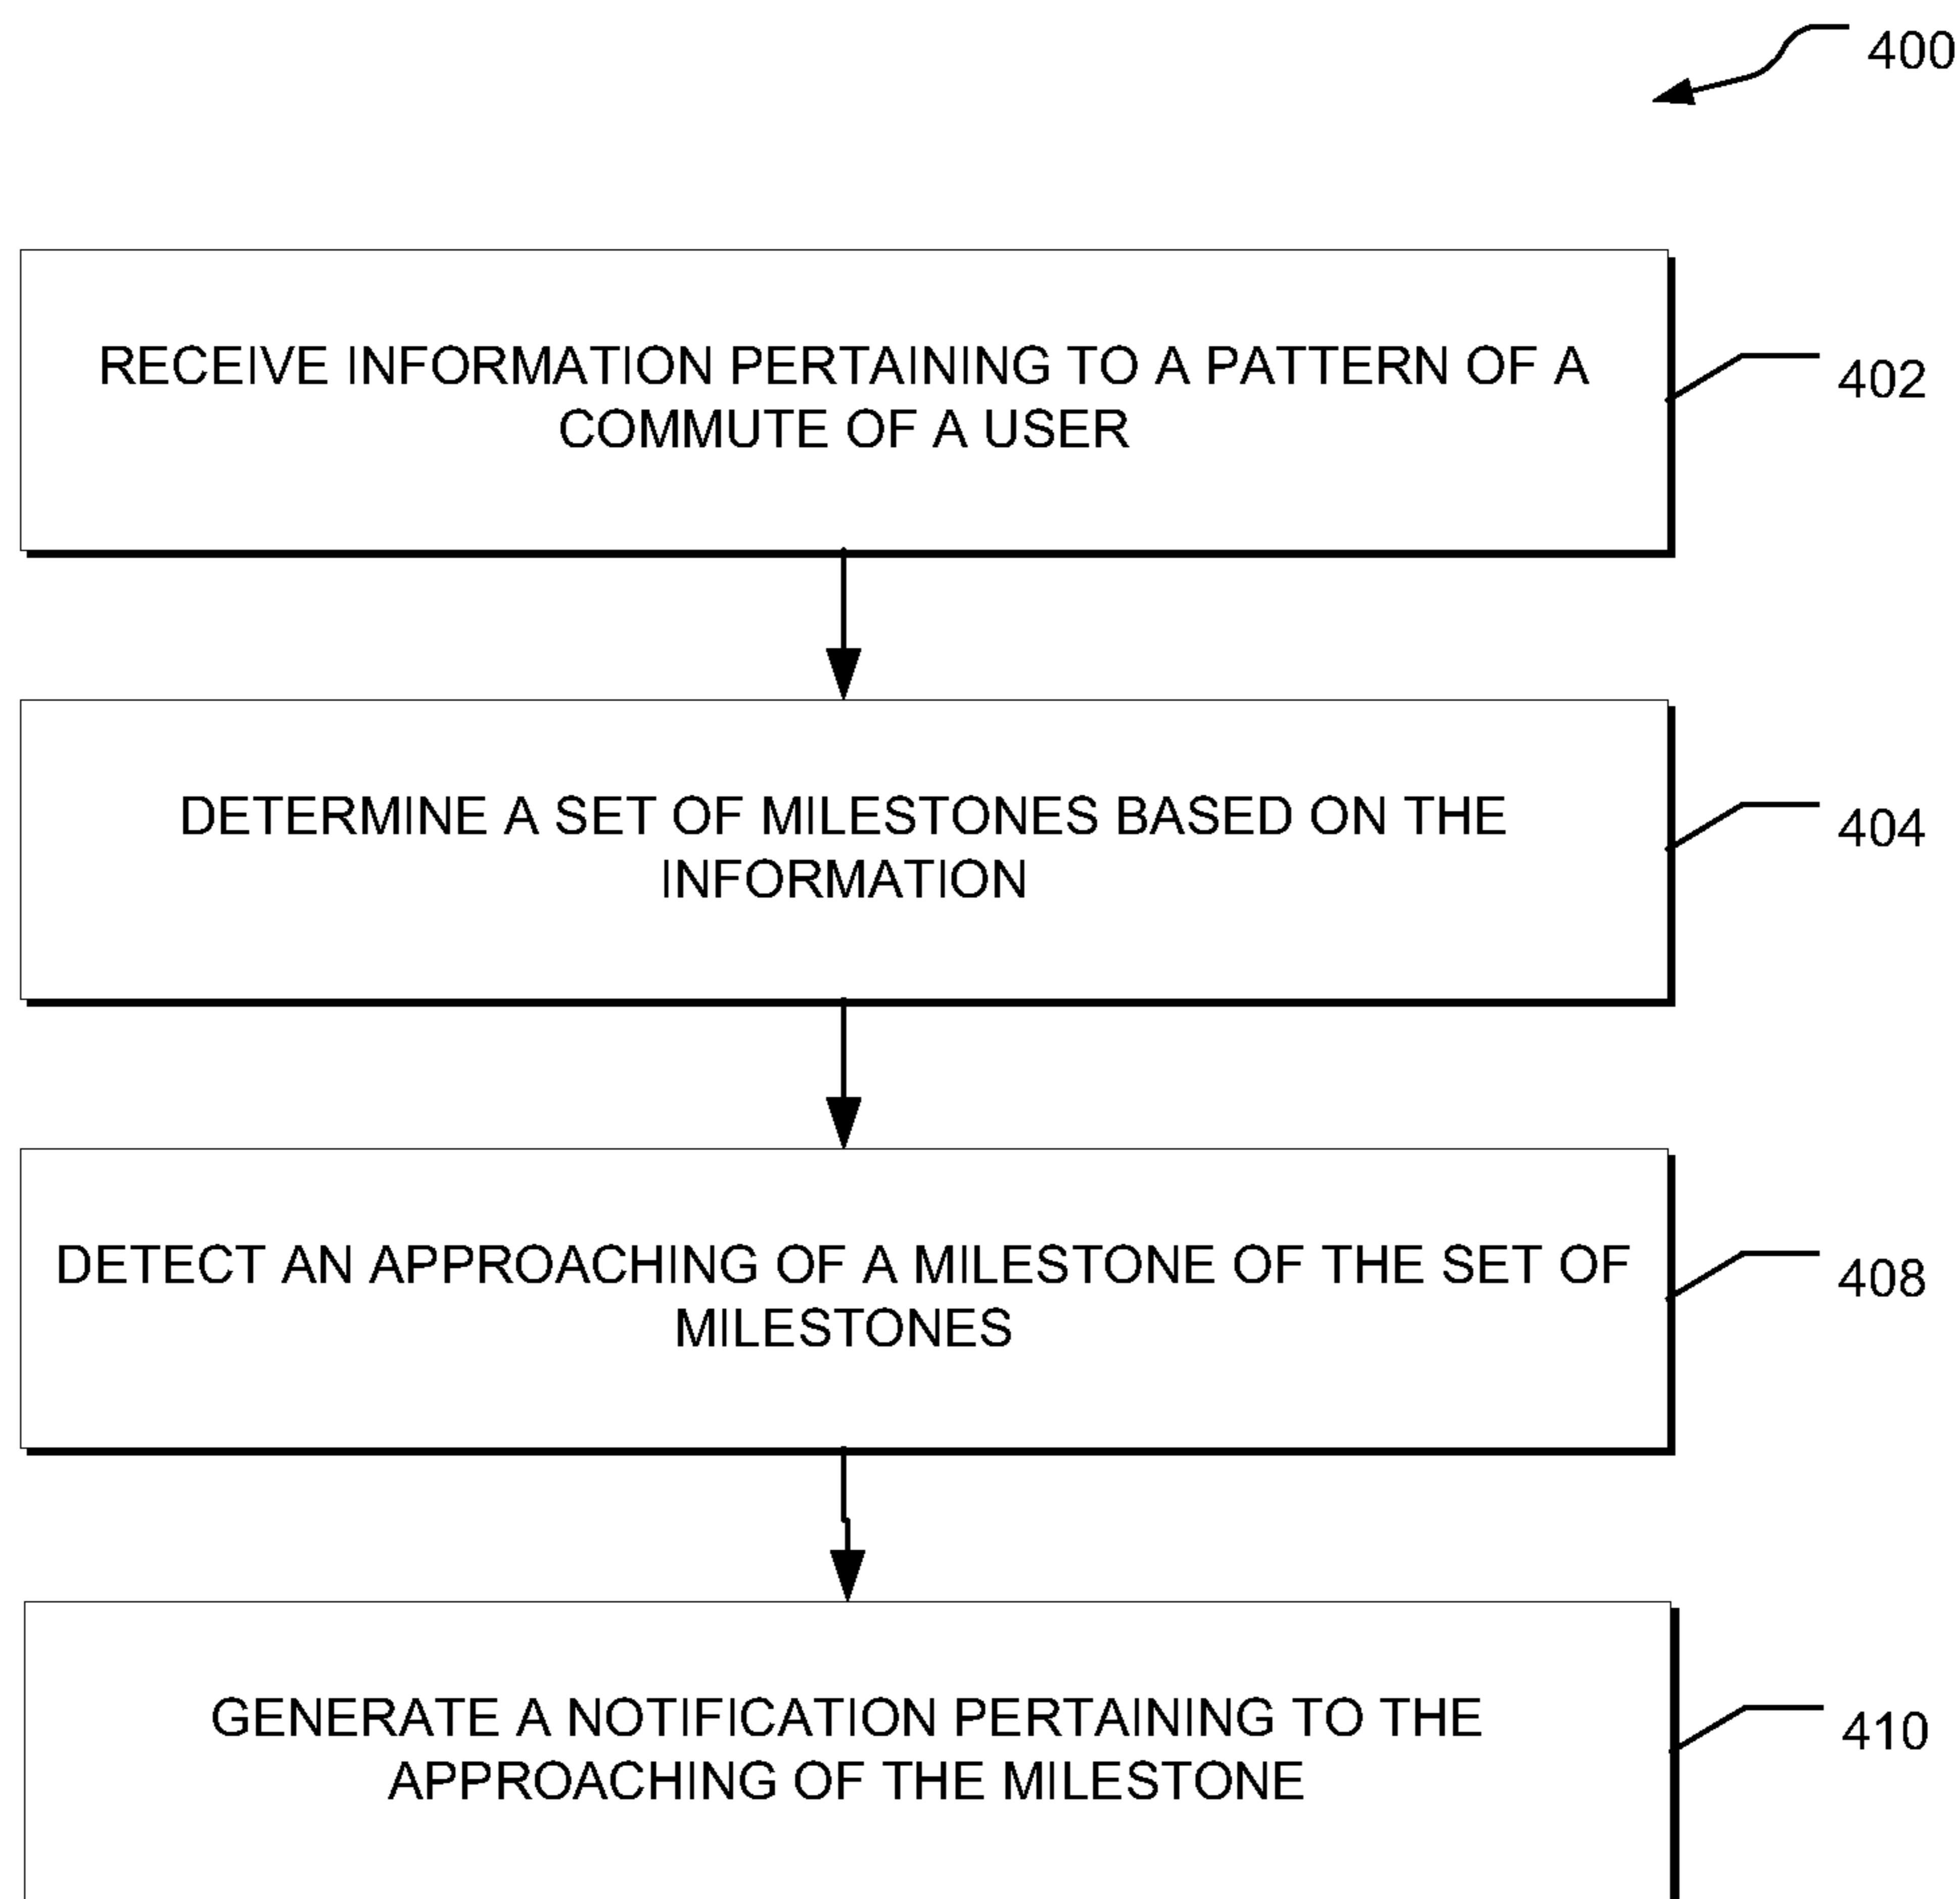 400
RECEIVE INFORMATION PERTAINING TO A PATTERN OF A
COMMUTE OF A USER
402
DETERMINE A SET OF MILESTONES BASED ON THE
INFORMATION
404
DETECT AN APPROACHING OF A MILESTONE OF THE SET OF
MILESTONES
408
GENERATE A NOTIFICATION PERTAINING TO THE
APPROACHING OF THE MILESTONE
410